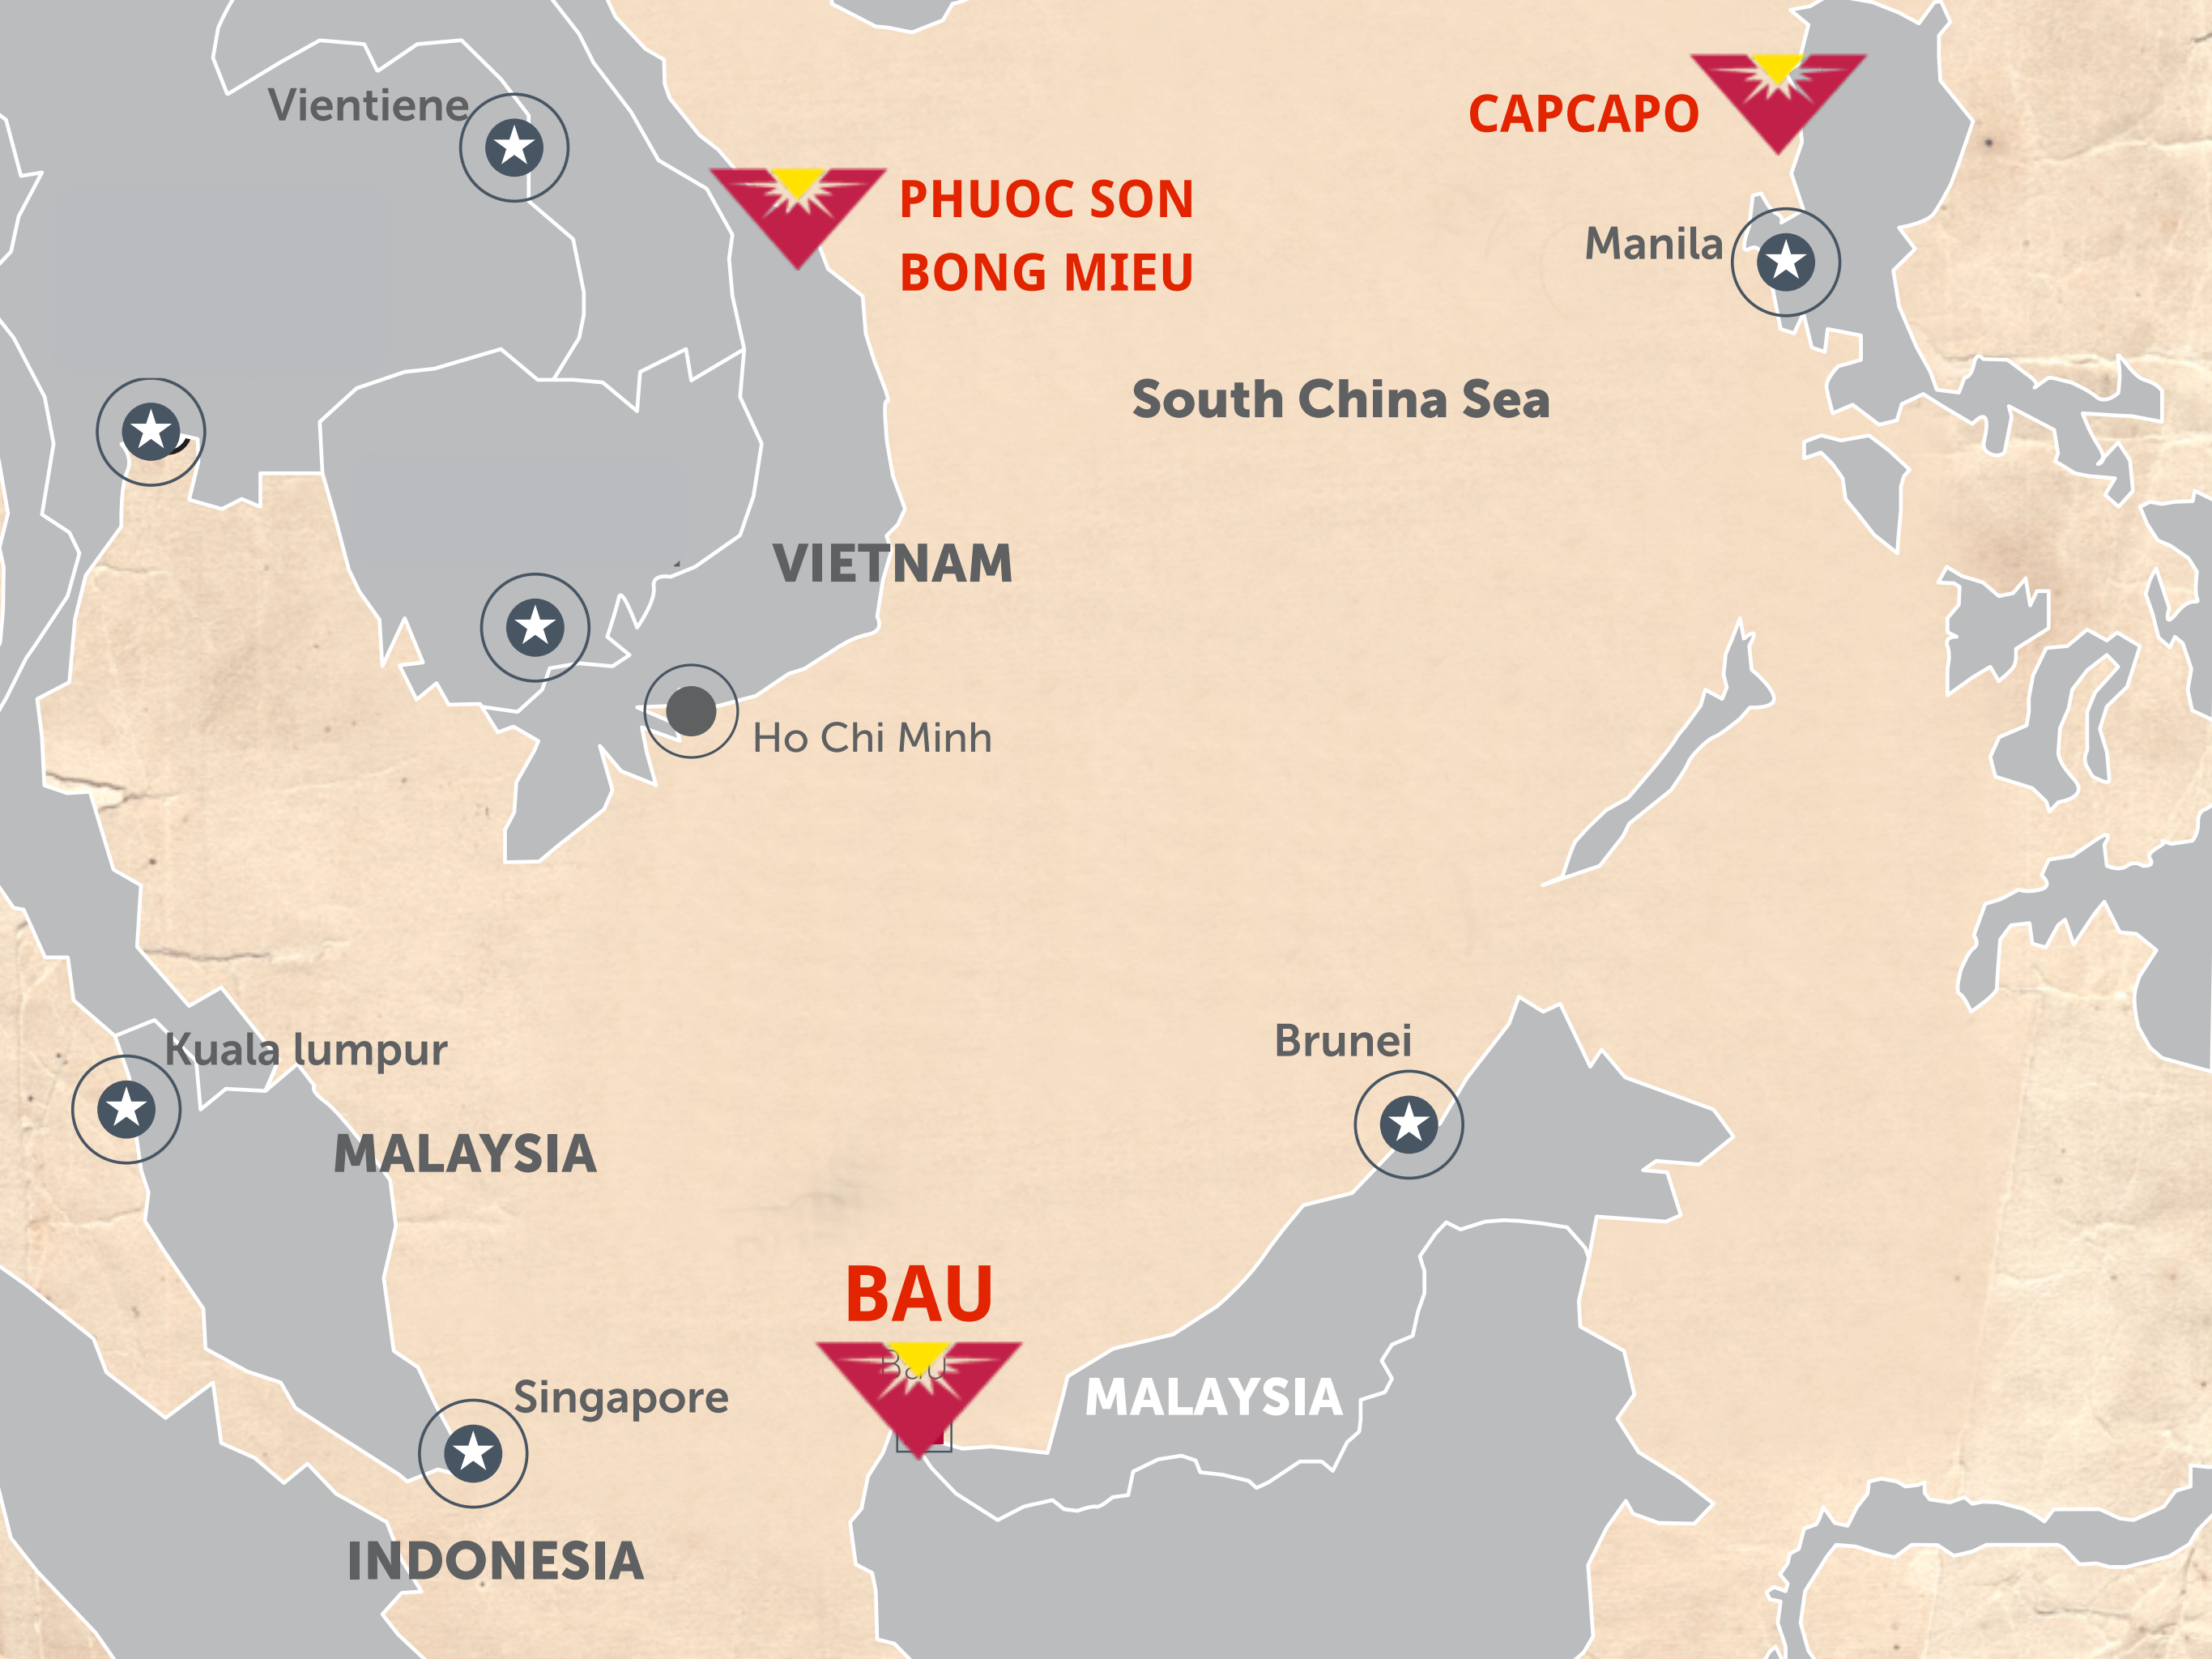 Vientiene
CAPCAPO
PHUOC SON
BONG MIEU
Manila
South China Sea
VIETNAM
Ho Chi Minh
Brunei
Kuala lumpur
MALAYSIA
BAU
Bau
MALAYSIA
Singapore
INDONESIA